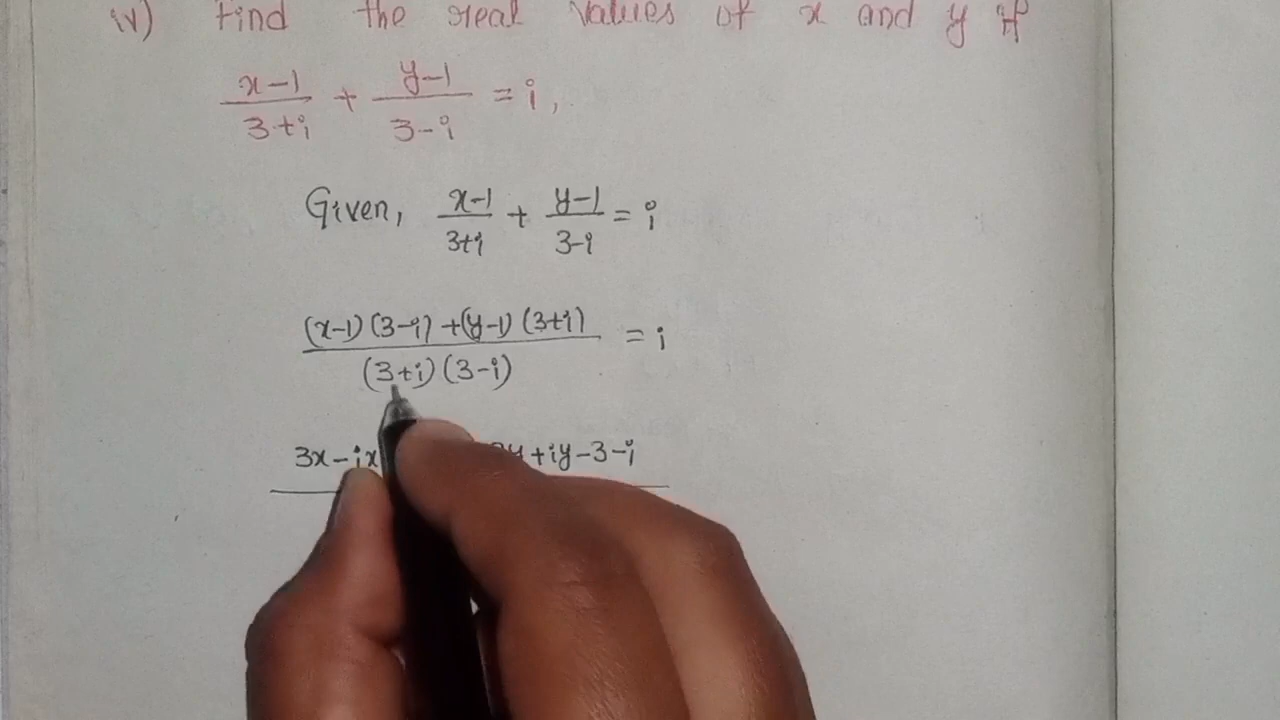 iv) Find the real values of x and y if
x-1/3+i + y-1/3-i = i,
Given, x-1/3+i + y-1/3-i = i
(x-1)(3-i)+(y-1)(3+i)/(3+i)(3-i) = i
3x-ix y+iy-3-i